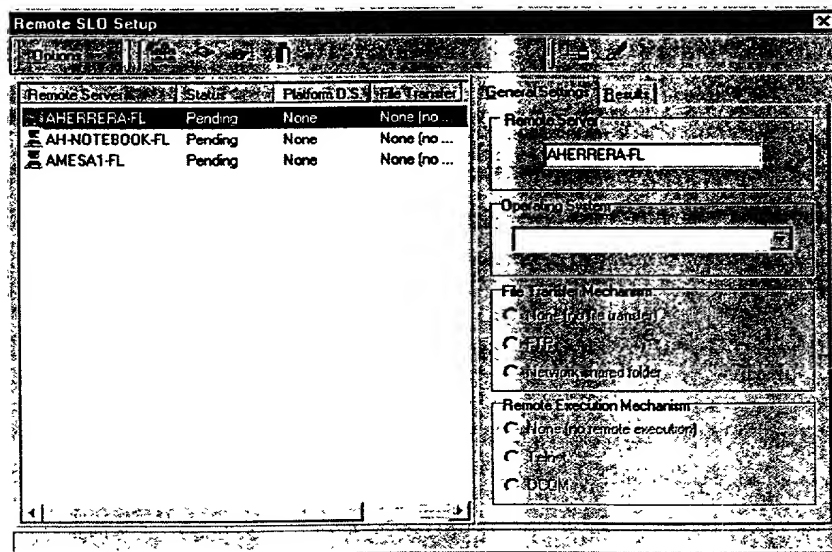 Remote SLO Setup
Options
Remote Server Status Platform O.S. File Transfer
AHERRERA-FL Pending None None (no ...
AH-NOTEBOOK-FL Pending None None (no ...
AMESA1-FL Pending None None (no ...
General Settings Results
Remote Server
AHERRERA-FL
Operating System
File Transfer Mechanism
None (no file transfer)
FTP
Network shared folder
Remote Execution Mechanism
None (no remote execution)
Telnet
DCOM